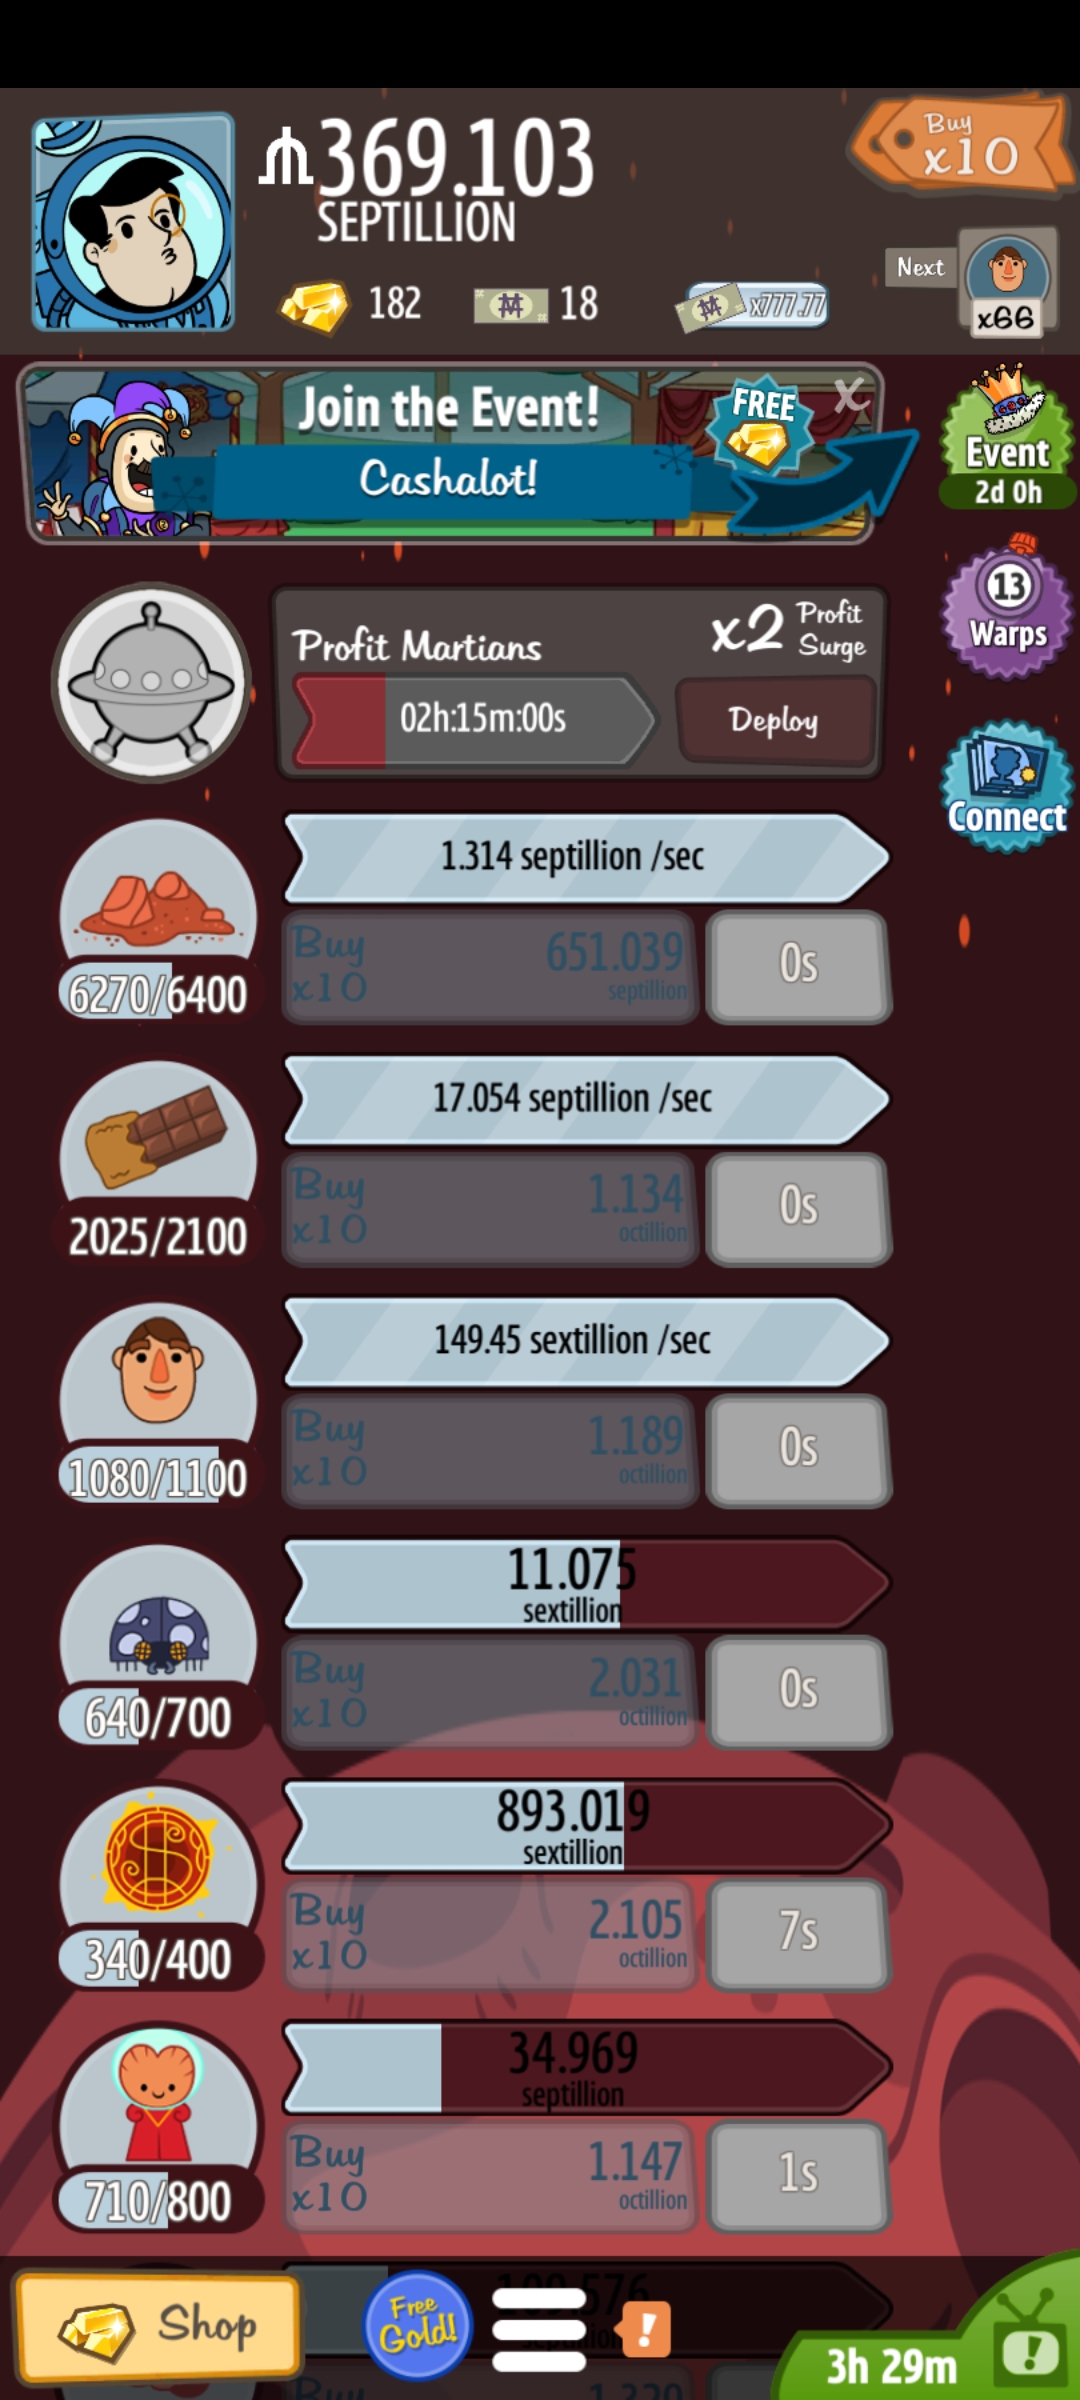 369.103
SEPTILLION
Buy
x10
182
18
x777.77
Next
x66
Join the Event!
Cashalot!
FREE
X
Event
2d 0h
Profit Martians
x2 Profit
Surge
02h:15m:00s
Deploy
13
Warps
Connect
1.314 septillion /sec
Buy
x10
651.039
septillion
0s
6270/6400
17.054 septillion /sec
Buy
x10
1.134
octillion
0s
2025/2100
149.45 sextillion /sec
Buy
x10
1.189
octillion
0s
1080/1100
11.075
sextillion
Buy
x10
2.031
octillion
0s
640/700
893.019
sextillion
Buy
x10
2.105
octillion
7s
340/400
34.969
septillion
Buy
x10
1.147
octillion
1s
710/800
Shop
Free
Gold!
!
3h 29m
!